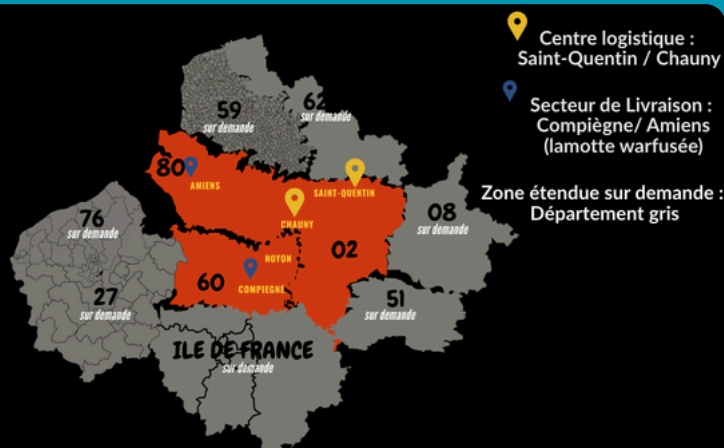 Centre logistique :
Saint-Quentin / Chauny
Secteur de Livraison :
Compiègne/ Amiens
(lamotte warfusée)
Zone étendue sur demande :
Département gris
59
sur demande
62
sur demande
80
AMIENS
SAINT-QUENTIN
CHAUNY
76
sur demande
08
sur demande
02
NOYON
60
COMPIEGNE
27
sur demande
51
sur demande
ILE DE FRANCE
sur demande